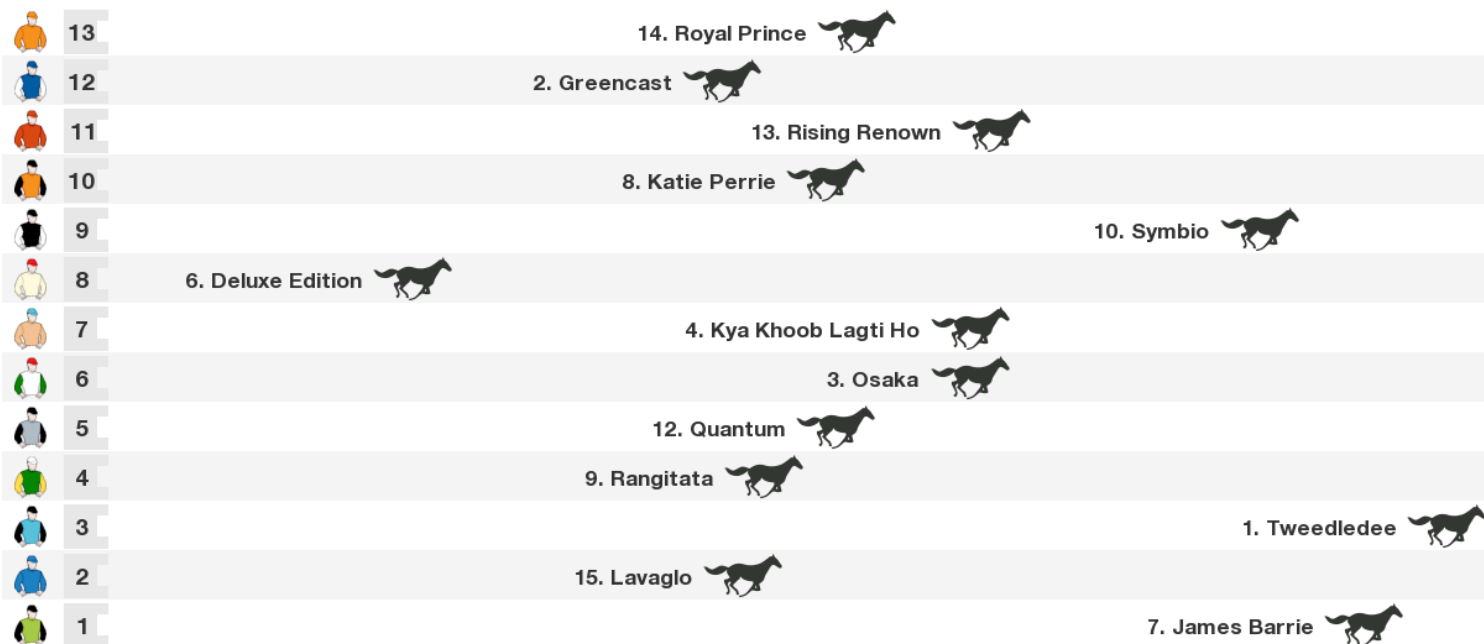 13 14. Royal Prince
12 2. Greencast
11 13. Rising Renown
10 8. Katie Perrie
9 10. Symbio
8 6. Deluxe Edition
7 4. Kya Khoob Lagti Ho
6 3. Osaka
5 12. Quantum
4 9. Rangitata
3 1. Tweedledee
2 15. Lavaglo
1 7. James Barrie